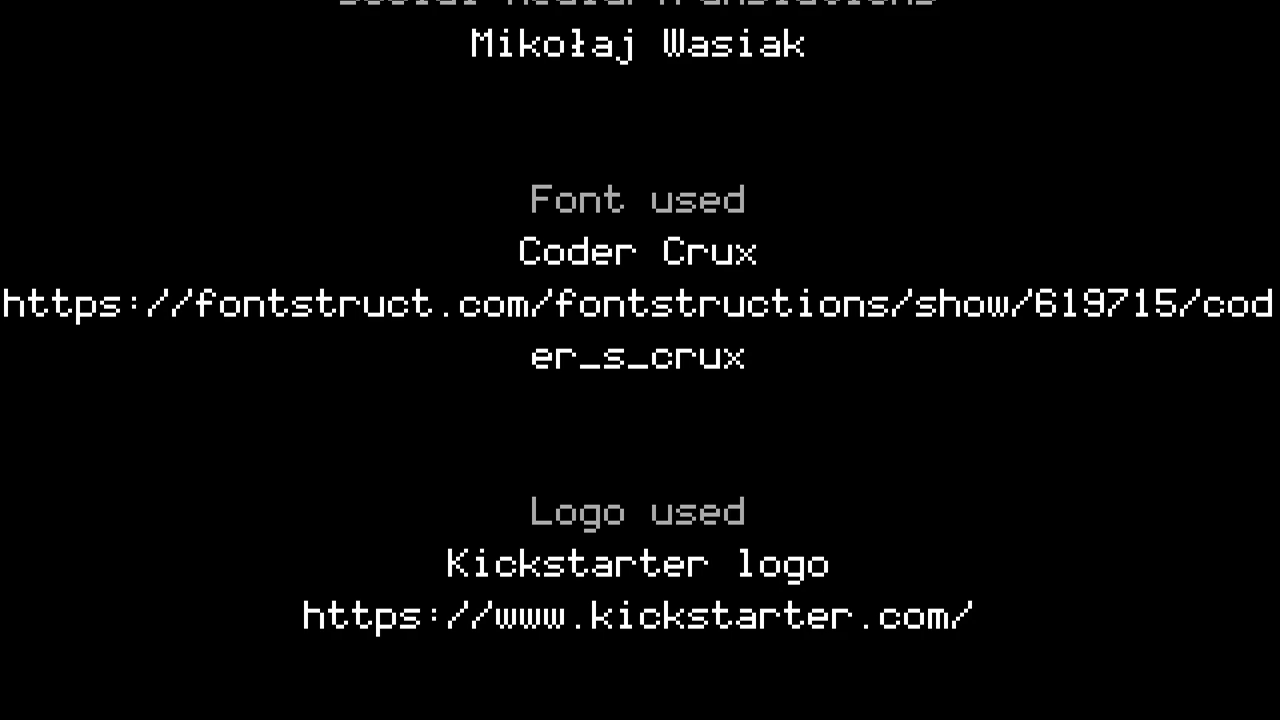 Mikołaj Wasiak
Font used
Coder Crux
https://fontstruct.com/fontstructions/show/619715/cod
er_s_crux
Logo used
Kickstarter logo
https://www.kickstarter.com/